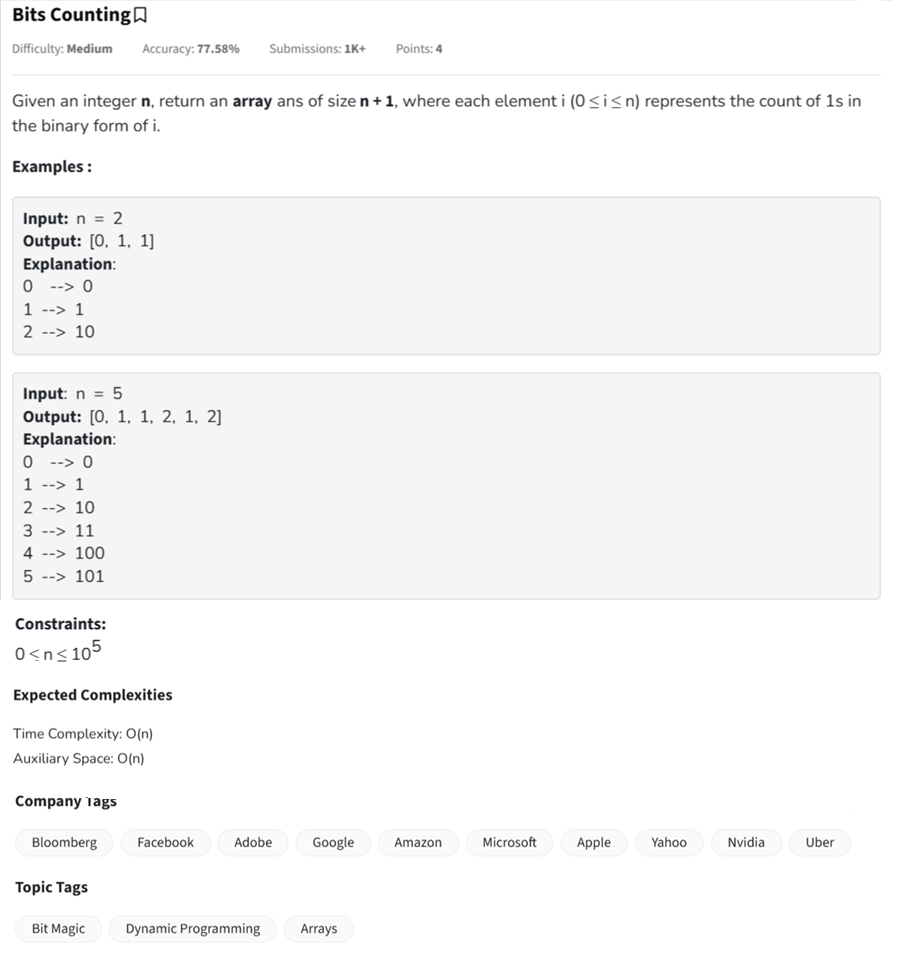 Bits Counting
Difficulty: Medium Accuracy: 77.58% Submissions: 1K+ Points: 4
Given an integer n, return an array ans of size n + 1, where each element i (0 ≤ i ≤ n) represents the count of 1s in
the binary form of i.
Examples :
Input: n = 2
Output: [0, 1, 1]
Explanation:
0 --> 0
1 --> 1
2 --> 10
Input: n = 5
Output: [0, 1, 1, 2, 1, 2]
Explanation:
0 --> 0
1 --> 1
2 --> 10
3 --> 11
4 --> 100
5 --> 101
Constraints:
0 ≤ n ≤ 10^5
Expected Complexities
Time Complexity: O(n)
Auxiliary Space: O(n)
Company Tags
Bloomberg Facebook Adobe Google Amazon Microsoft Apple Yahoo Nvidia Uber
Topic Tags
Bit Magic Dynamic Programming Arrays